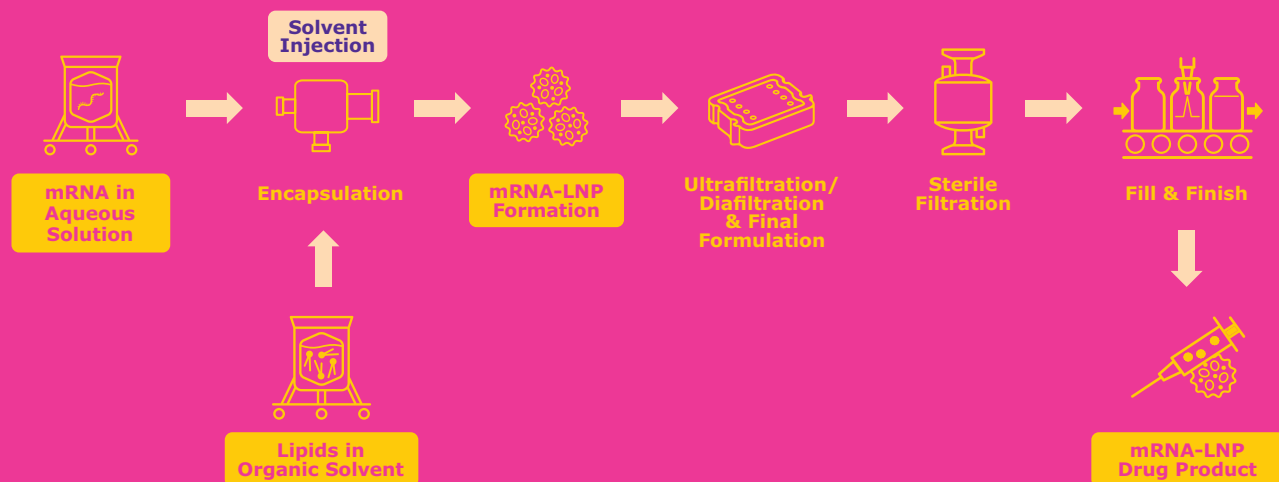 Solvent
Injection
mRNA in
Aqueous
Solution
Encapsulation
mRNA-LNP
Formation
Ultrafiltration/
Diafiltration
& Final
Formulation
Sterile
Filtration
Fill & Finish
Lipids in
Organic Solvent
mRNA-LNP
Drug Product